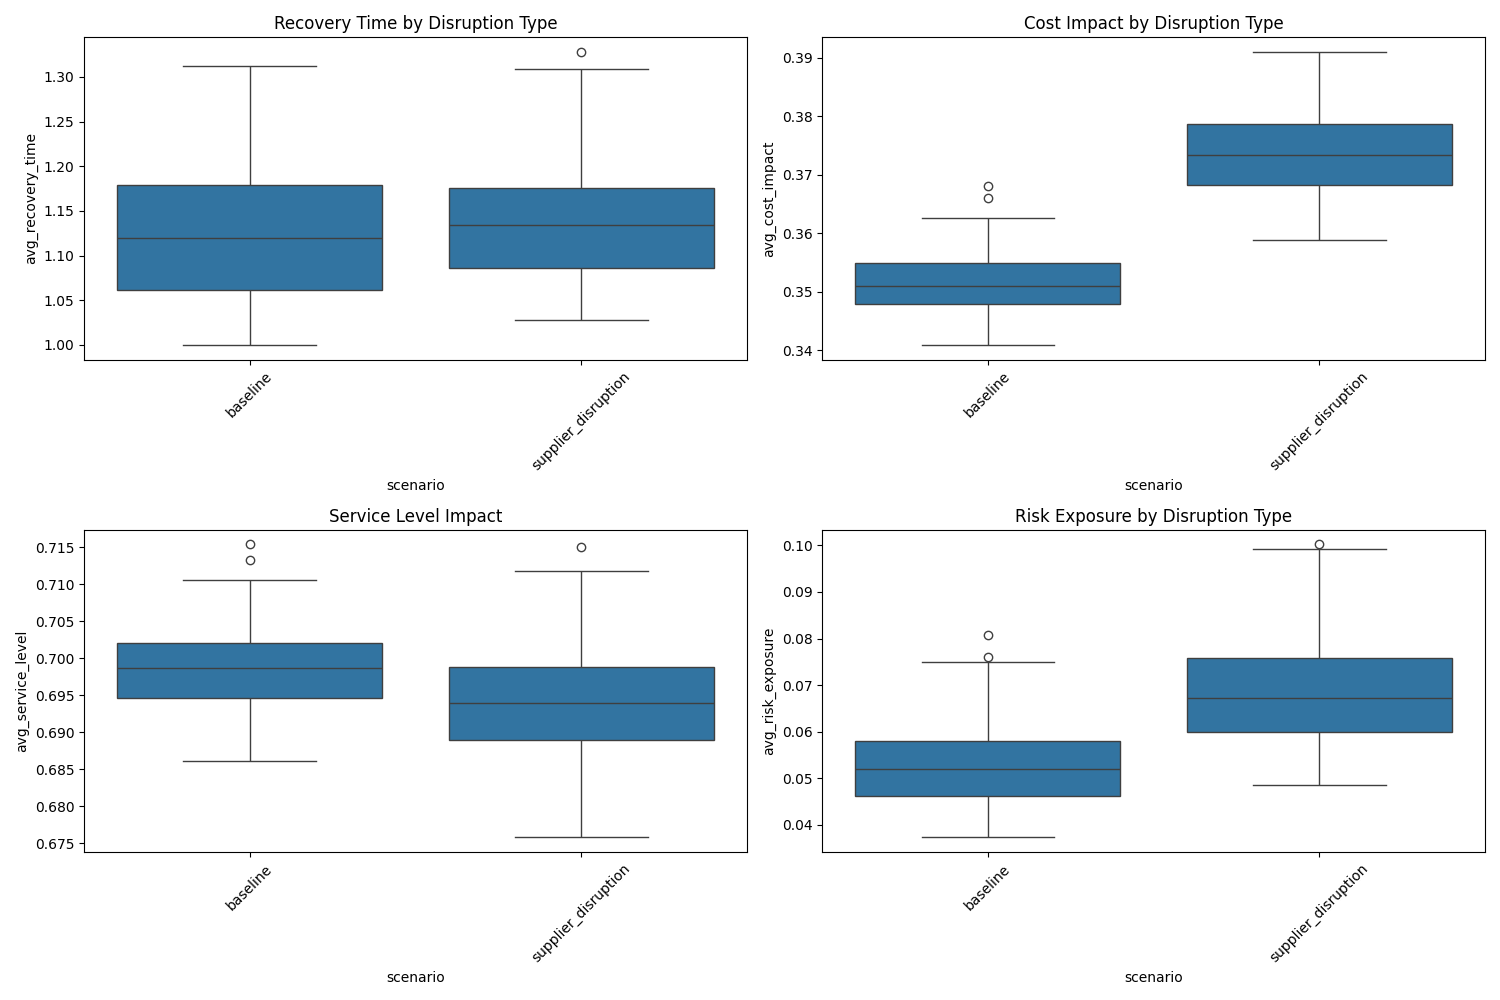 Recovery Time by Disruption Type
avg_recovery_time
1.30
1.25
1.20
1.15
1.10
1.05
1.00
baseline
supplier_disruption
scenario
Cost Impact by Disruption Type
avg_cost_impact
0.39
0.38
0.37
0.36
0.35
0.34
baseline
supplier_disruption
scenario
Service Level Impact
avg_service_level
0.715
0.710
0.705
0.700
0.695
0.690
0.685
0.680
0.675
baseline
supplier_disruption
scenario
Risk Exposure by Disruption Type
avg_risk_exposure
0.10
0.09
0.08
0.07
0.06
0.05
0.04
baseline
supplier_disruption
scenario